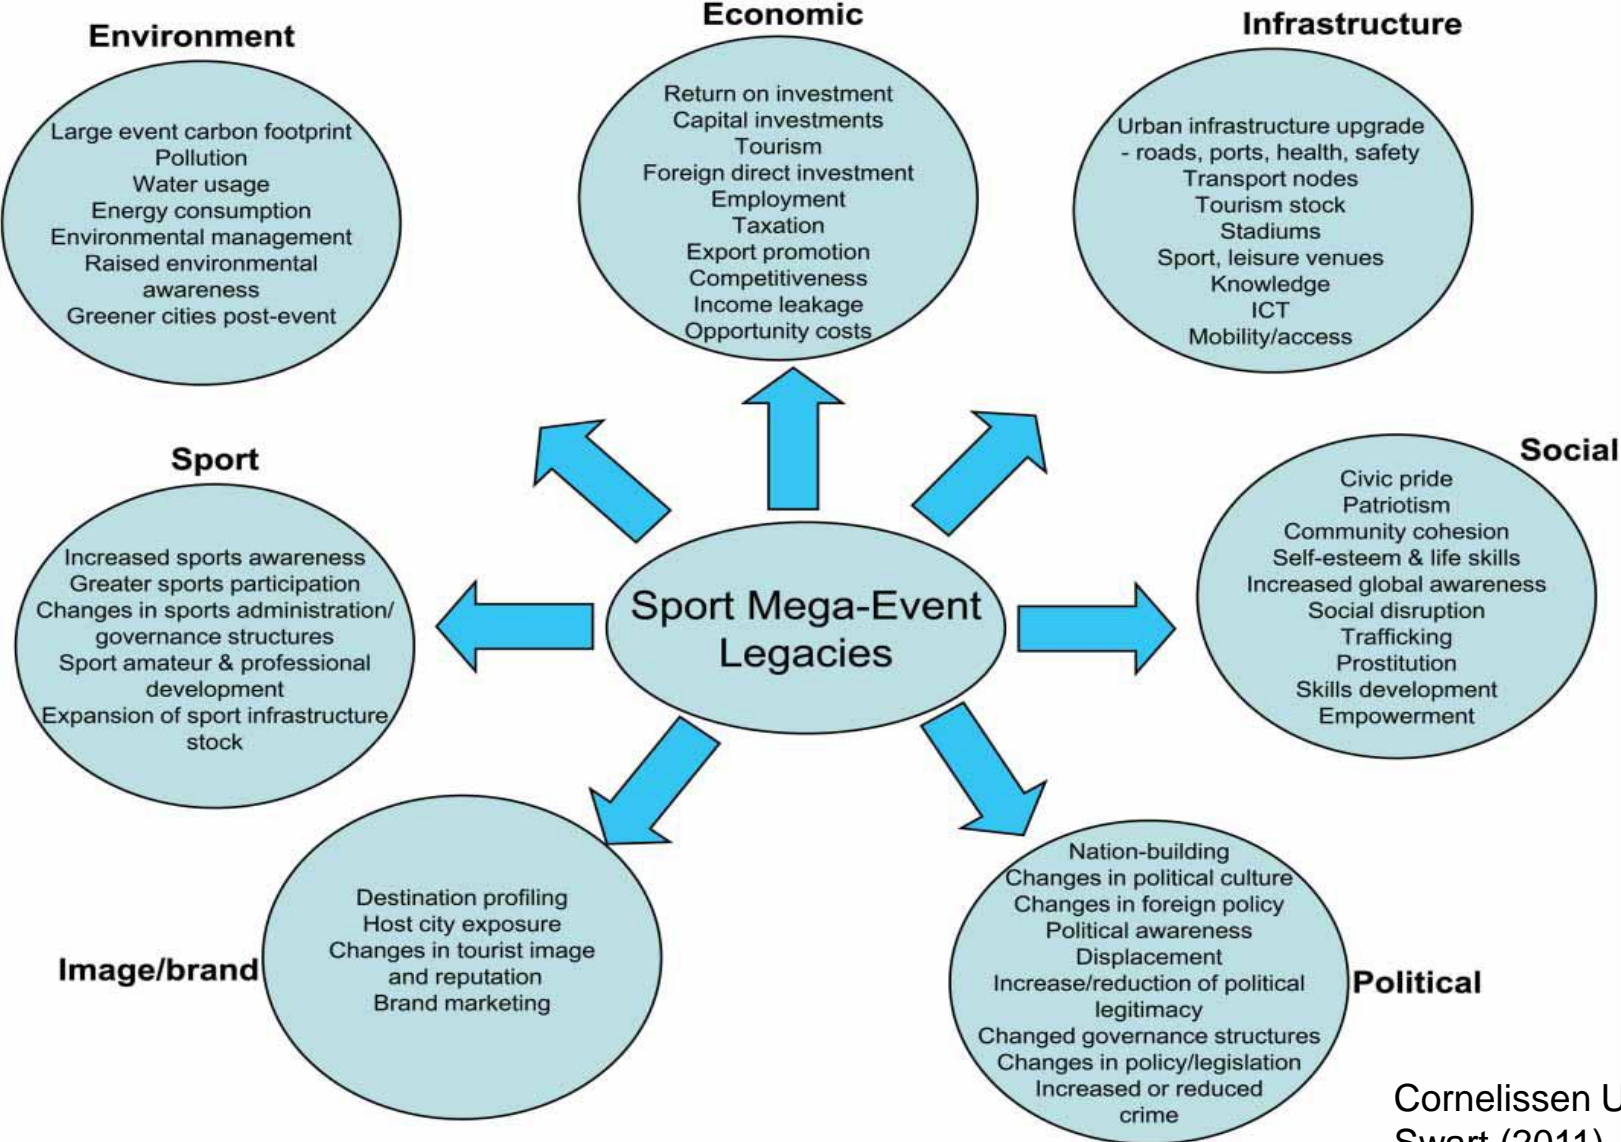 Environment
Large event carbon footprint
Pollution
Water usage
Energy consumption
Environmental management
Raised environmental
awareness
Greener cities post-event
Economic
Return on investment
Capital investments
Tourism
Foreign direct investment
Employment
Taxation
Export promotion
Competitiveness
Income leakage
Opportunity costs
Infrastructure
Urban infrastructure upgrade
- roads, ports, health, safety
Transport nodes
Tourism stock
Stadiums
Sport, leisure venues
Knowledge
ICT
Mobility/access
Sport
Increased sports awareness
Greater sports participation
Changes in sports administration/
governance structures
Sport amateur & professional
development
Expansion of sport infrastructure
stock
Sport Mega-Event
Legacies
Social
Civic pride
Patriotism
Community cohesion
Self-esteem & life skills
Increased global awareness
Social disruption
Trafficking
Prostitution
Skills development
Empowerment
Image/brand
Destination profiling
Host city exposure
Changes in tourist image
and reputation
Brand marketing
Political
Nation-building
Changes in political culture
Changes in foreign policy
Political awareness
Displacement
Increase/reduction of political
legitimacy
Changed governance structures
Changes in policy/legislation
Increased or reduced
crime
Cornelissen U
Swart (2011)